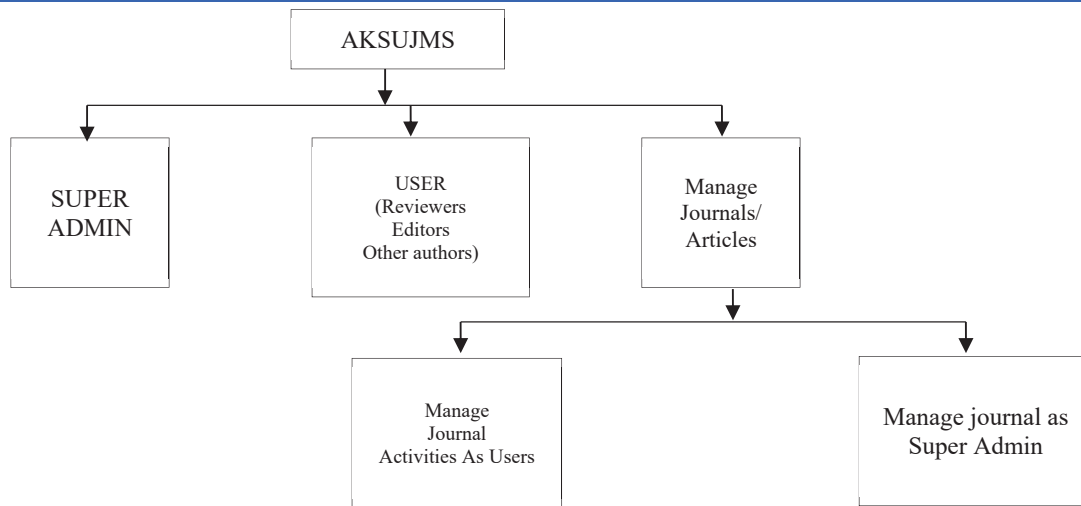 AKSUJMS
SUPER
ADMIN
USER
(Reviewers
Editors
Other authors)
Manage
Journals/
Articles
Manage
Journal
Activities As Users
Manage journal as
Super Admin